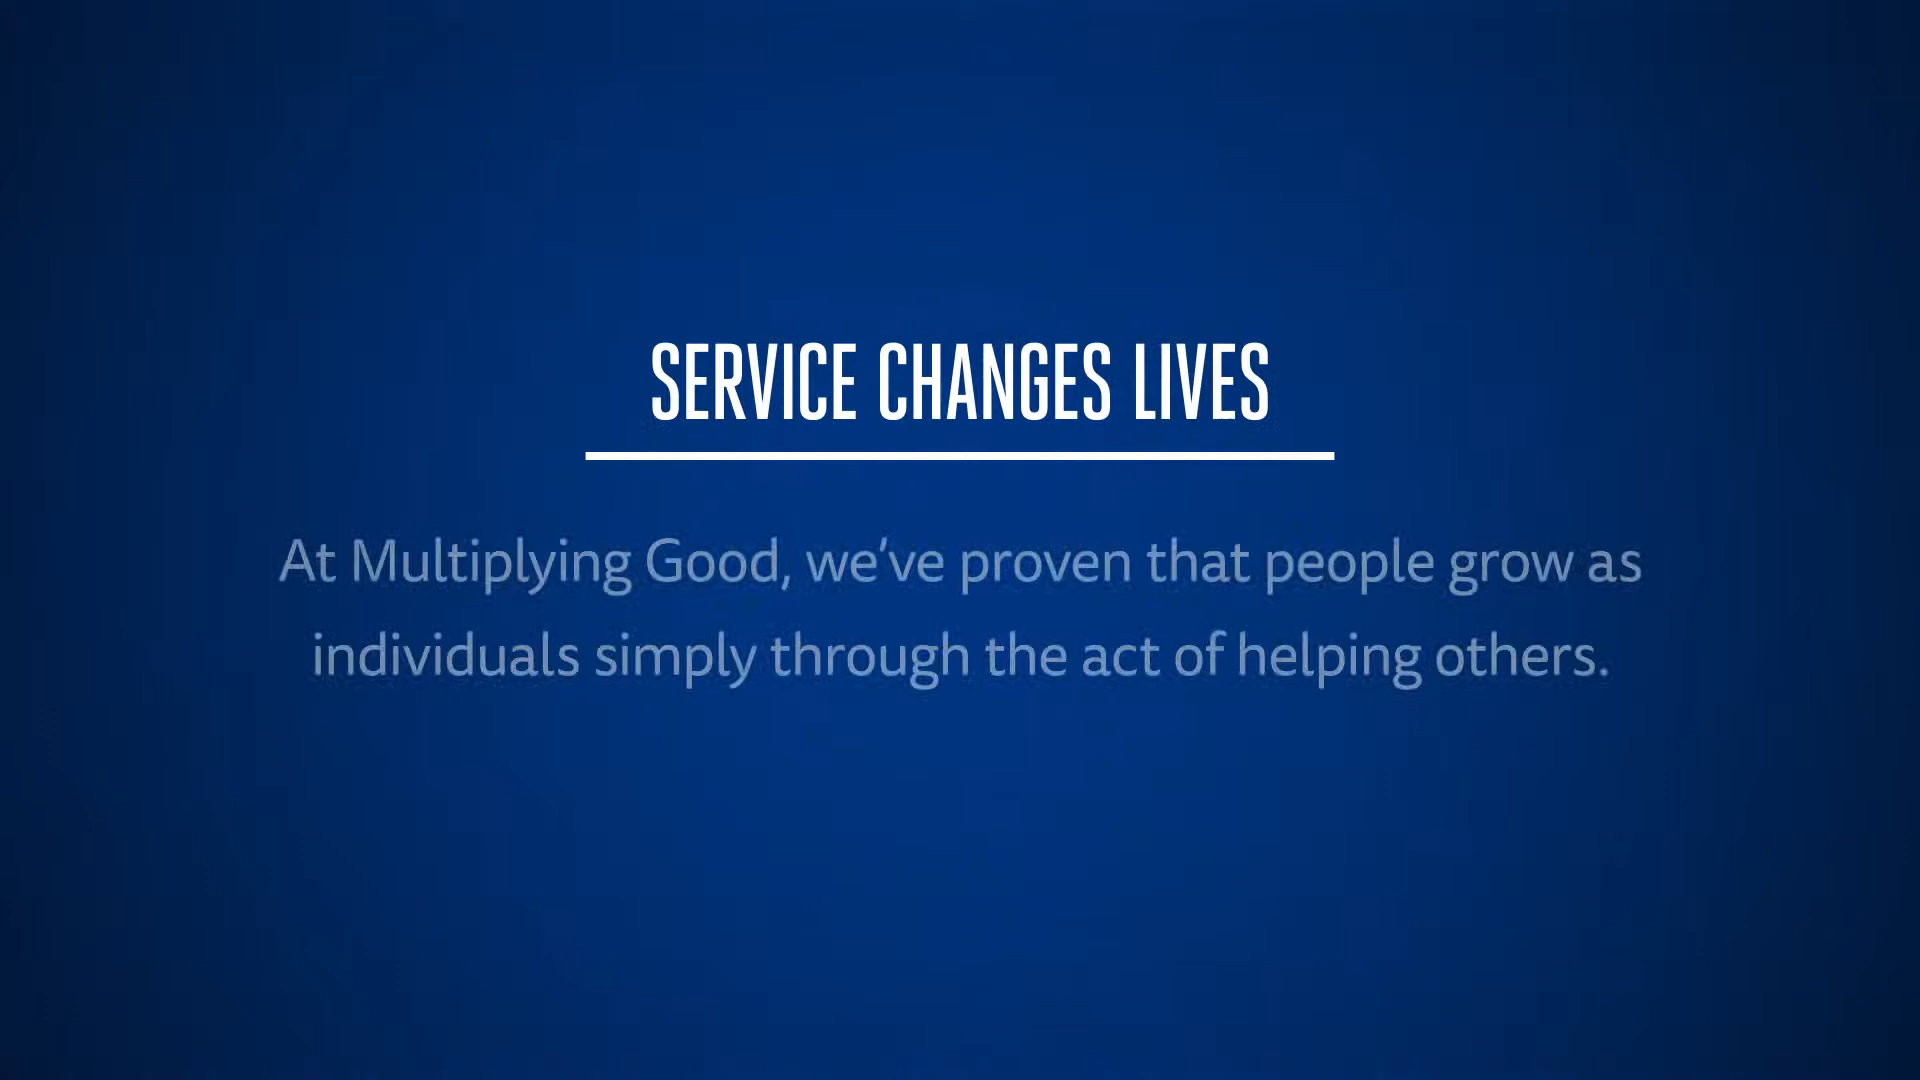 SERVICE CHANGES LIVES
At Multiplying Good, we've proven that people grow as
individuals simply through the act of helping others.